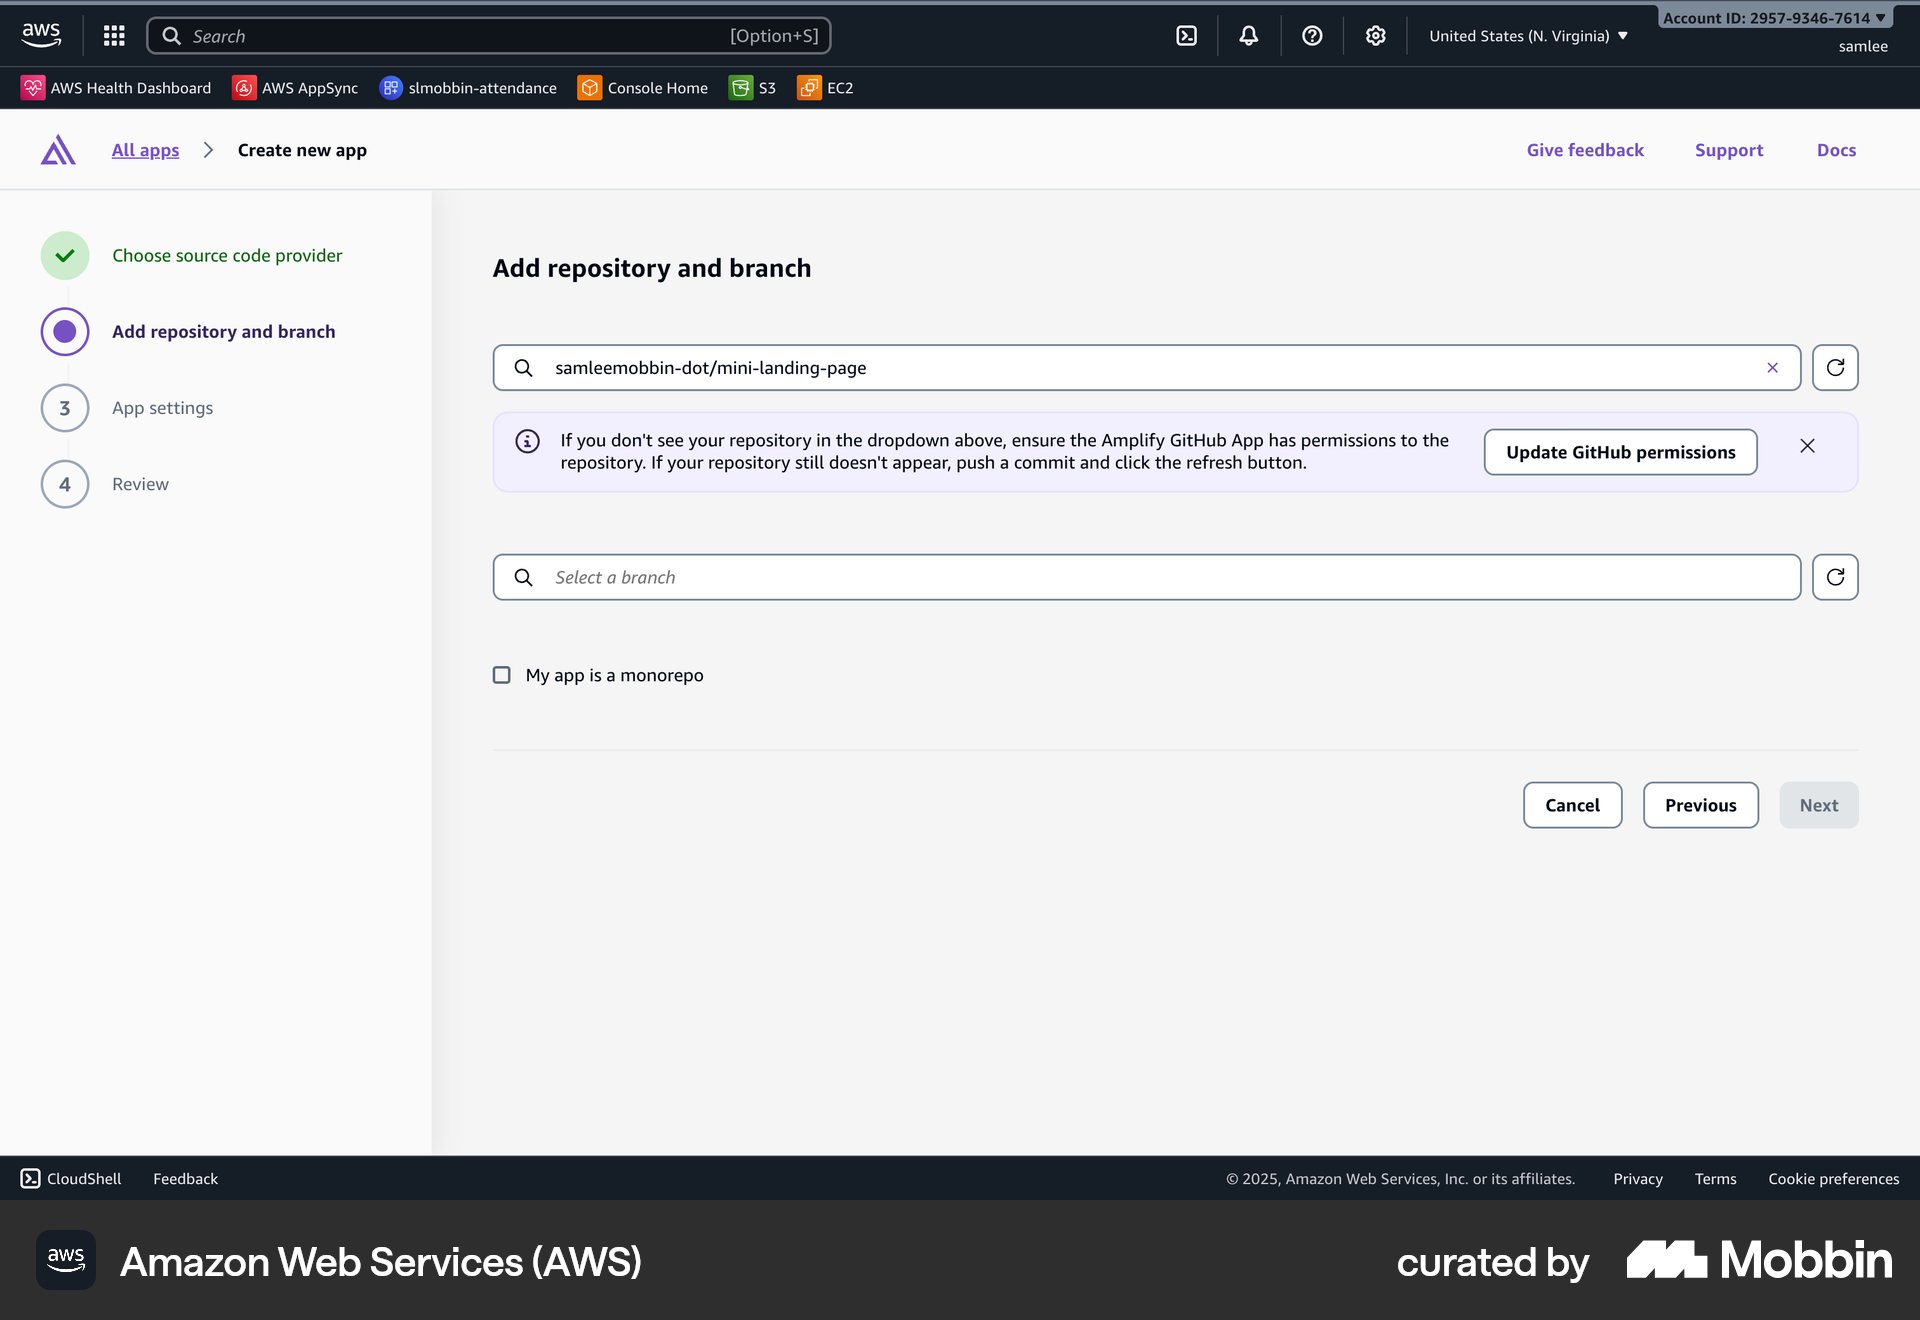 aws
Search
[Option+S]
United States (N. Virginia)
Account ID: 2957-9346-7614
samlee
AWS Health Dashboard
AWS AppSync
slmobbin-attendance
Console Home
S3
EC2
All apps
Create new app
Give feedback
Support
Docs
Choose source code provider
Add repository and branch
3
App settings
4
Review
Add repository and branch
samleemobbin-dot/mini-landing-page
If you don't see your repository in the dropdown above, ensure the Amplify GitHub App has permissions to the
repository. If your repository still doesn't appear, push a commit and click the refresh button.
Update GitHub permissions
Select a branch
My app is a monorepo
Cancel
Previous
Next
CloudShell
Feedback
© 2025, Amazon Web Services, Inc. or its affiliates.
Privacy
Terms
Cookie preferences
aws
Amazon Web Services (AWS)
curated by
Mobbin